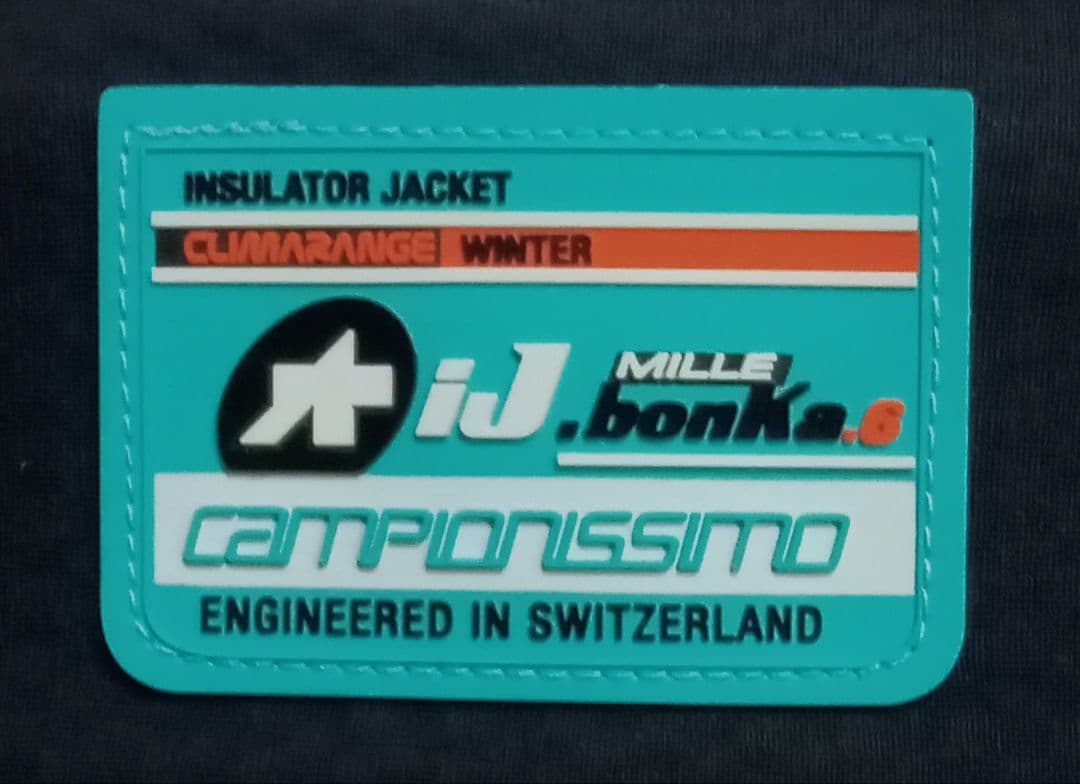 INSULATOR JACKET
CLIMARANGE WINTER
iJ
MILLE
.bonKa.6
CAMPIONISSIMO
ENGINEERED IN SWITZERLAND